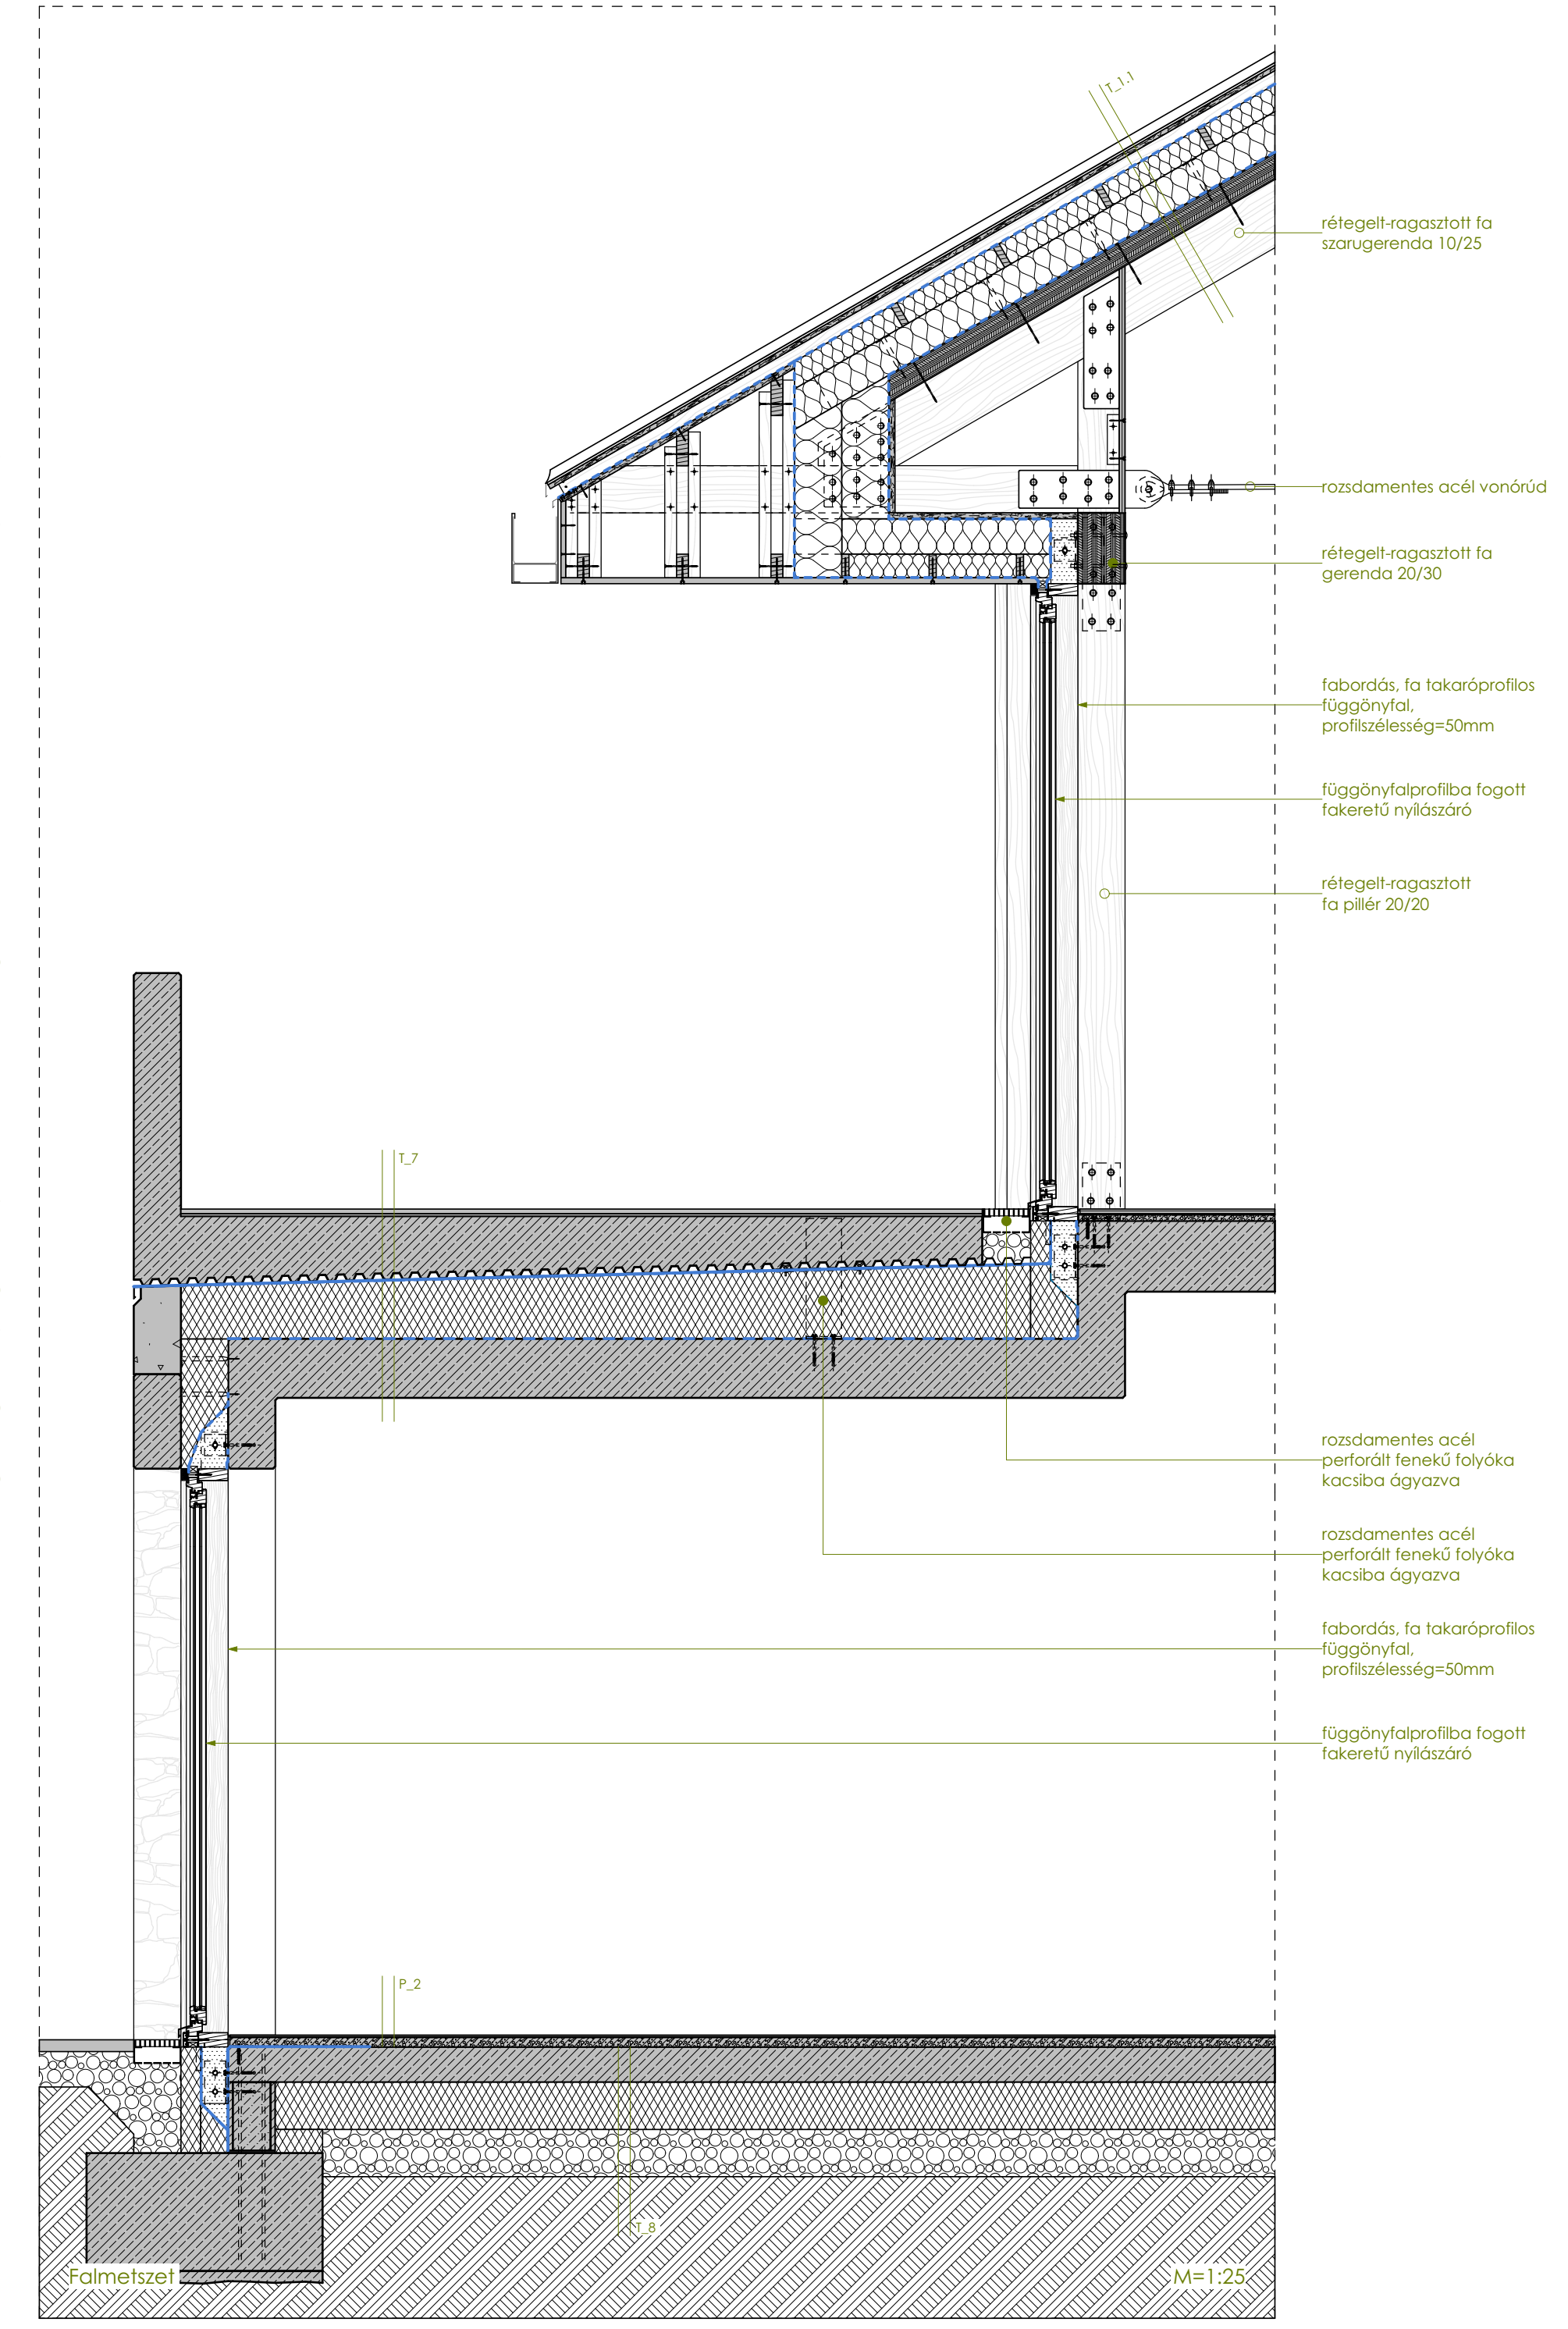 T_1.1
rétegelt-ragasztott fa
szarugerenda 10/25
rozsdamentes acél vonórúd
rétegelt-ragasztott fa
gerenda 20/30
fabordás, fa takaróprofilos
függönyfal,
profilszélesség=50mm
függönyfalprofilba fogott
fakeretű nyílászáró
rétegelt-ragasztott
fa pillér 20/20
T_7
rozsdamentes acél
perforált fenekű folyóka
kacsiba ágyazva
rozsdamentes acél
perforált fenekű folyóka
kacsiba ágyazva
fabordás, fa takaróprofilos
függönyfal,
profilszélesség=50mm
függönyfalprofilba fogott
fakeretű nyílászáró
P_2
T_8
Falmetszet
M=1:25